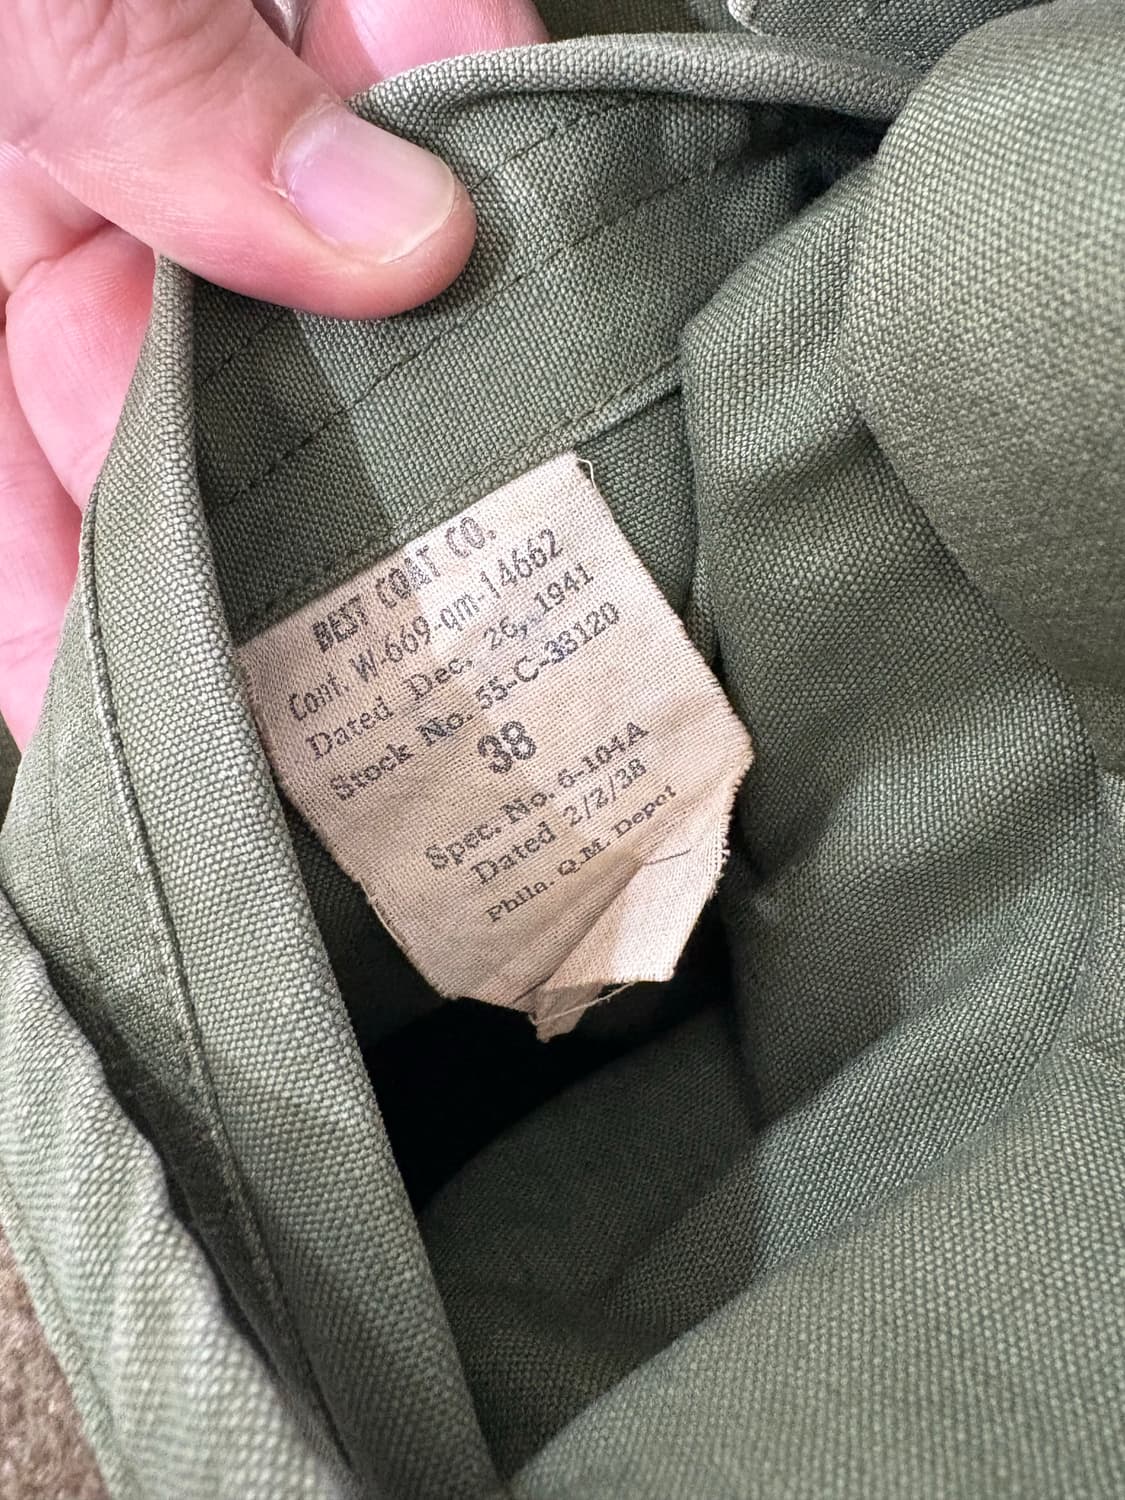 BEST COAT CO.
Cont. W-669-qm-14662
Dated Dec. 26, 1941
Stock No. 55-C-33120
38
Spec. No. 6-104A
Dated 2/2/38
Phila. Q.M. Depot